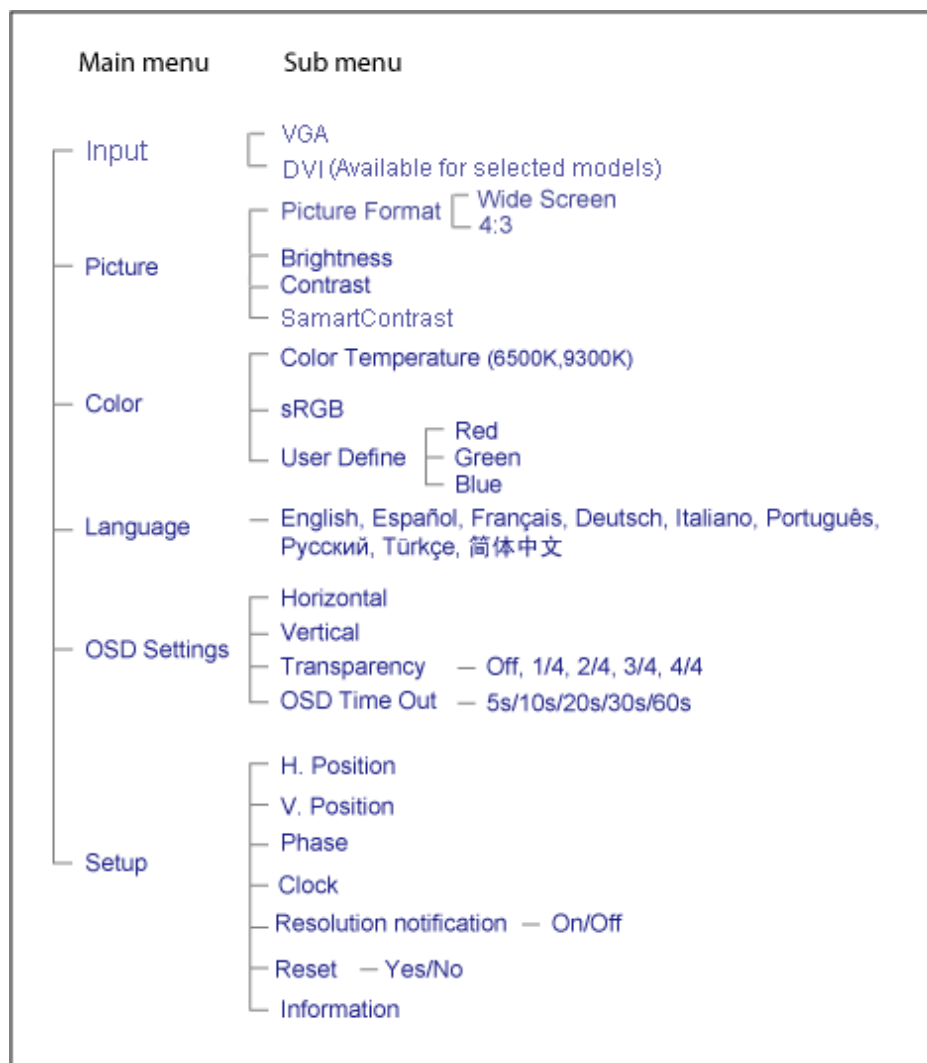 Main menu Sub menu
Input
VGA
DVI (Available for selected models)
Picture
Picture Format
Wide Screen
4:3
Brightness
Contrast
SamartContrast
Color
Color Temperature (6500K,9300K)
sRGB
User Define
Red
Green
Blue
Language
English, Español, Français, Deutsch, Italiano, Português,
Русский, Türkçe, 简体中文
OSD Settings
Horizontal
Vertical
Transparency — Off, 1/4, 2/4, 3/4, 4/4
OSD Time Out — 5s/10s/20s/30s/60s
Setup
H. Position
V. Position
Phase
Clock
Resolution notification — On/Off
Reset — Yes/No
Information